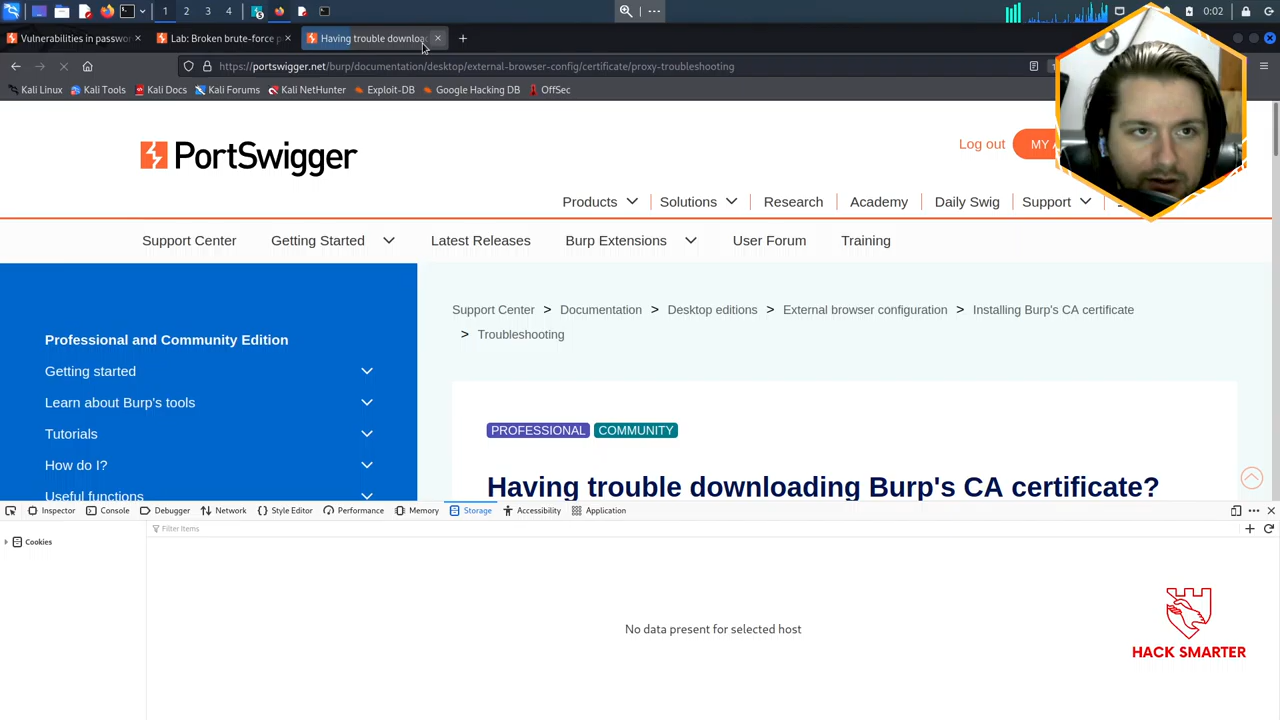 1 2 3 4 0:02
Vulnerabilities in passwo
Lab: Broken brute-force p
Having trouble downloa
https://portswigger.net/burp/documentation/desktop/external-browser-config/certificate/proxy-troubleshooting
Kali Linux Kali Tools Kali Docs Kali Forums Kali NetHunter Exploit-DB Google Hacking DB OffSec
PortSwigger
Log out MY
Products Solutions Research Academy Daily Swig Support
Support Center Getting Started Latest Releases Burp Extensions User Forum Training
Support Center > Documentation > Desktop editions > External browser configuration > Installing Burp's CA certificate
> Troubleshooting
Professional and Community Edition
Getting started
Learn about Burp's tools
Tutorials
How do I?
Useful functions
PROFESSIONAL COMMUNITY
Having trouble downloading Burp's CA certificate?
Inspector Console Debugger Network Style Editor Performance Memory Storage Accessibility Application
Filter Items
Cookies
No data present for selected host
HACK SMARTER